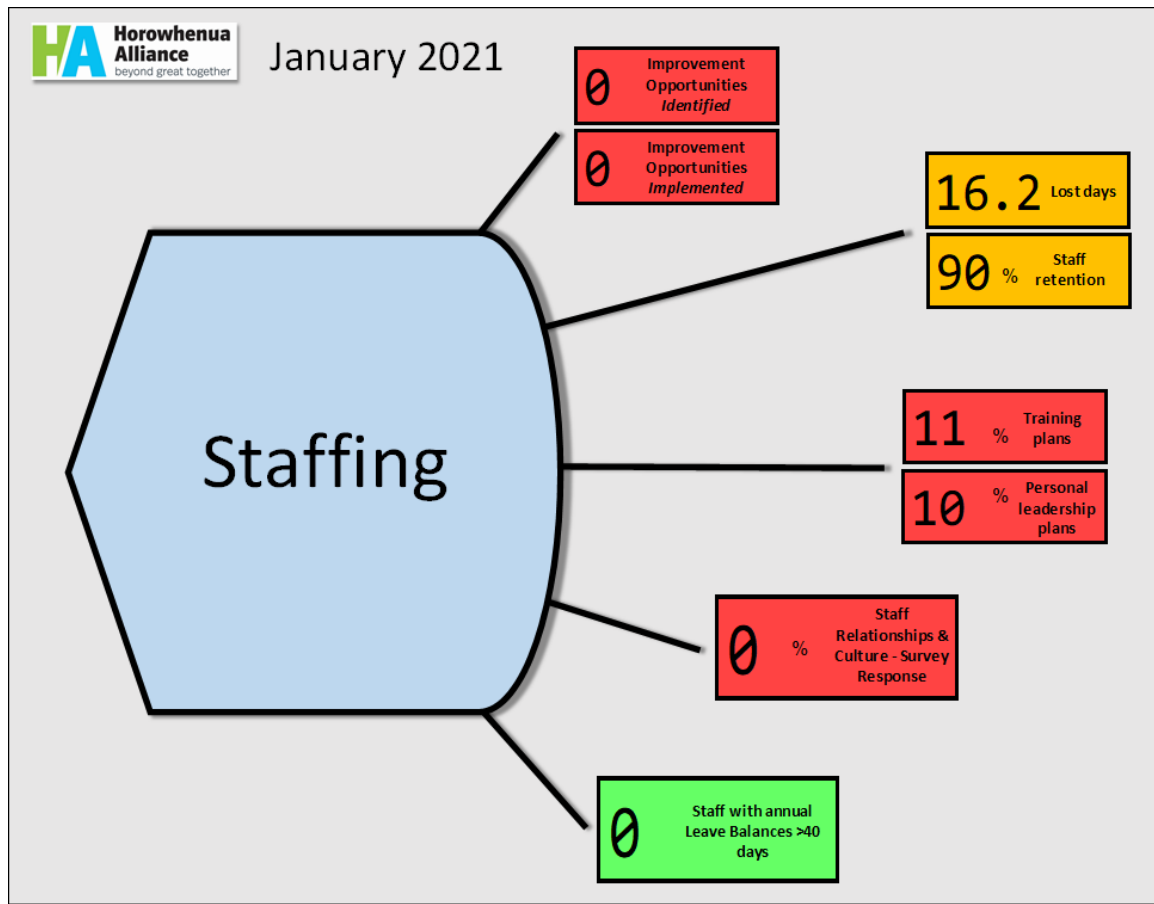 HA Horowhenua
Alliance
beyond great together
January 2021
0 Improvement
Opportunities
Identified
0 Improvement
Opportunities
Implemented
16.2 Lost days
90 % Staff
retention
Staffing
11 % Training
plans
10 % Personal
leadership
plans
0 % Staff
Relationships &
Culture - Survey
Response
0 Staff with annual
Leave Balances >40
days